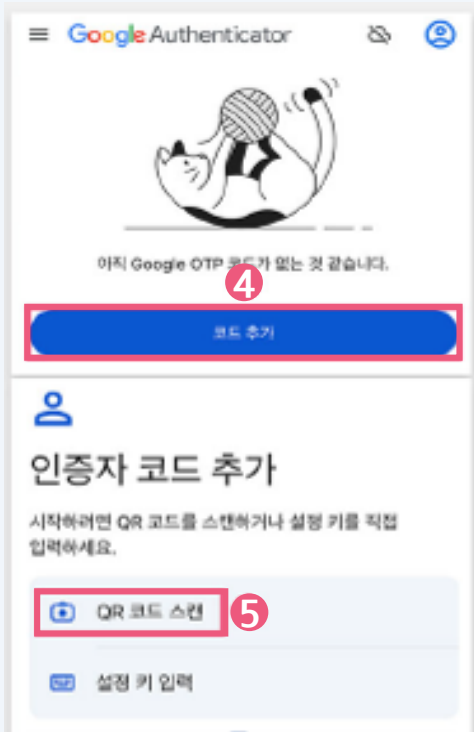 Google Authenticator
아직 Google OTP 코드가 없는 것 같습니다.
4
코드 추가
인증자 코드 추가
시작하려면 QR 코드를 스캔하거나 설정 키를 직접
입력하세요.
QR 코드 스캔
5
설정 키 입력